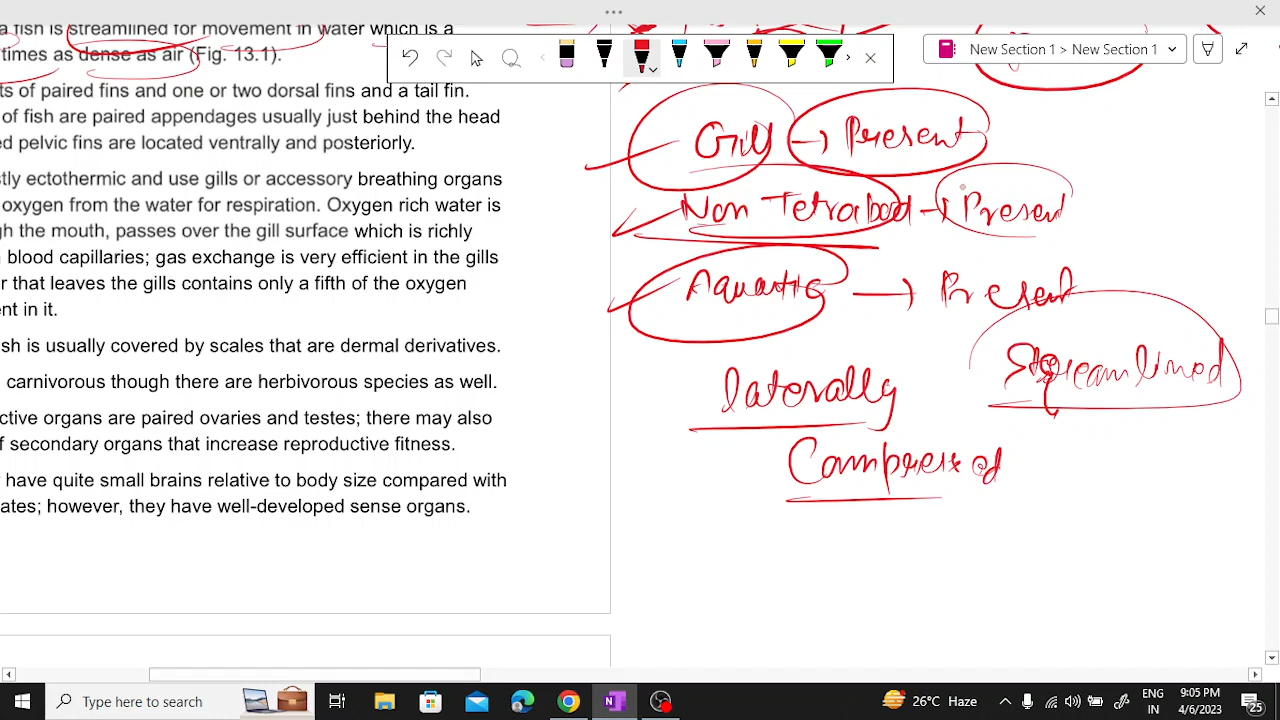 a fish is streamlined for movement in water which is a
times as dense as air (Fig. 13.1).
ts of paired fins and one or two dorsal fins and a tail fin.
of fish are paired appendages usually just behind the head
ed pelvic fins are located ventrally and posteriorly.
stly ectothermic and use gills or accessory breathing organs
oxygen from the water for respiration. Oxygen rich water is
gh the mouth, passes over the gill surface which is richly
blood capillaries; gas exchange is very efficient in the gills
r that leaves the gills contains only a fifth of the oxygen
ent in it.
sh is usually covered by scales that are dermal derivatives.
carnivorous though there are herbivorous species as well.
ctive organs are paired ovaries and testes; there may also
f secondary organs that increase reproductive fitness.
have quite small brains relative to body size compared with
ates; however, they have well-developed sense organs.
New Section 1 > New Section 1
Gill → Present
Non Tetrabod → Present
Aquatic → Present
Streamlined
laterally
Compressed
Type here to search
26°C Haze
ENG
IN
9:05 PM
4/6/2023
25